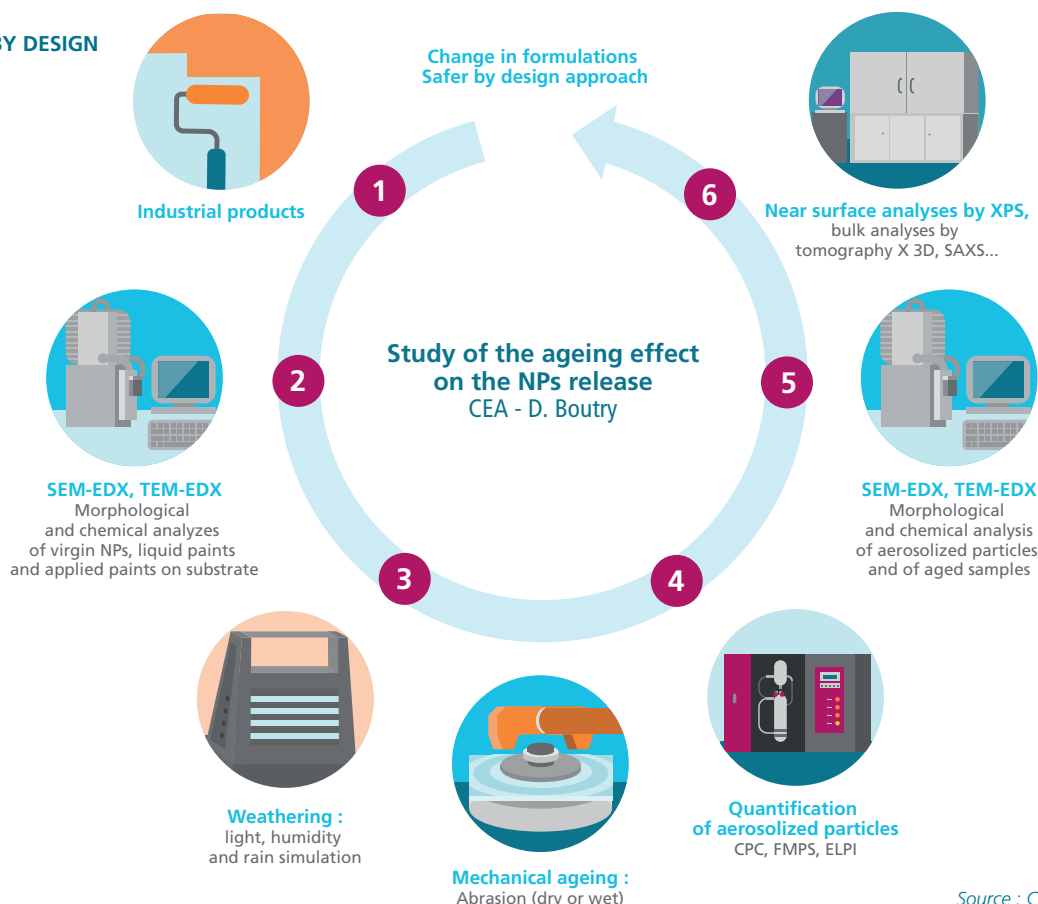 BY DESIGN
Change in formulations
Safer by design approach
1
6
Industrial products
Near surface analyses by XPS,
bulk analyses by
tomography X 3D, SAXS...
Study of the ageing effect
on the NPs release
CEA - D. Boutry
2
5
SEM-EDX, TEM-EDX
Morphological
and chemical analyzes
of virgin NPs, liquid paints
and applied paints on substrate
SEM-EDX, TEM-EDX
Morphological
and chemical analysis
of aerosolized particles
and of aged samples
3
4
Weathering :
light, humidity
and rain simulation
Quantification
of aerosolized particles
CPC, FMPS, ELPI
Mechanical ageing :
Abrasion (dry or wet)
Source : C